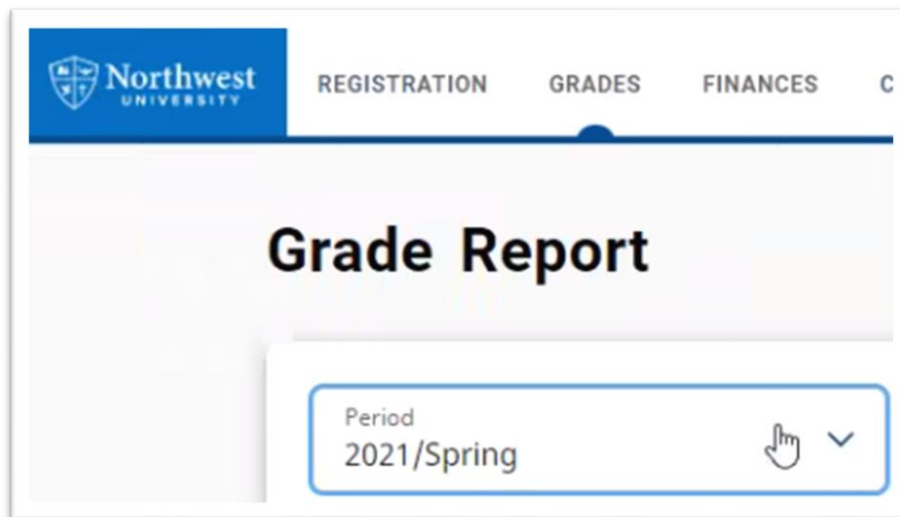 Northwest
UNIVERSITY
REGISTRATION GRADES FINANCES C
Grade Report
Period
2021/Spring